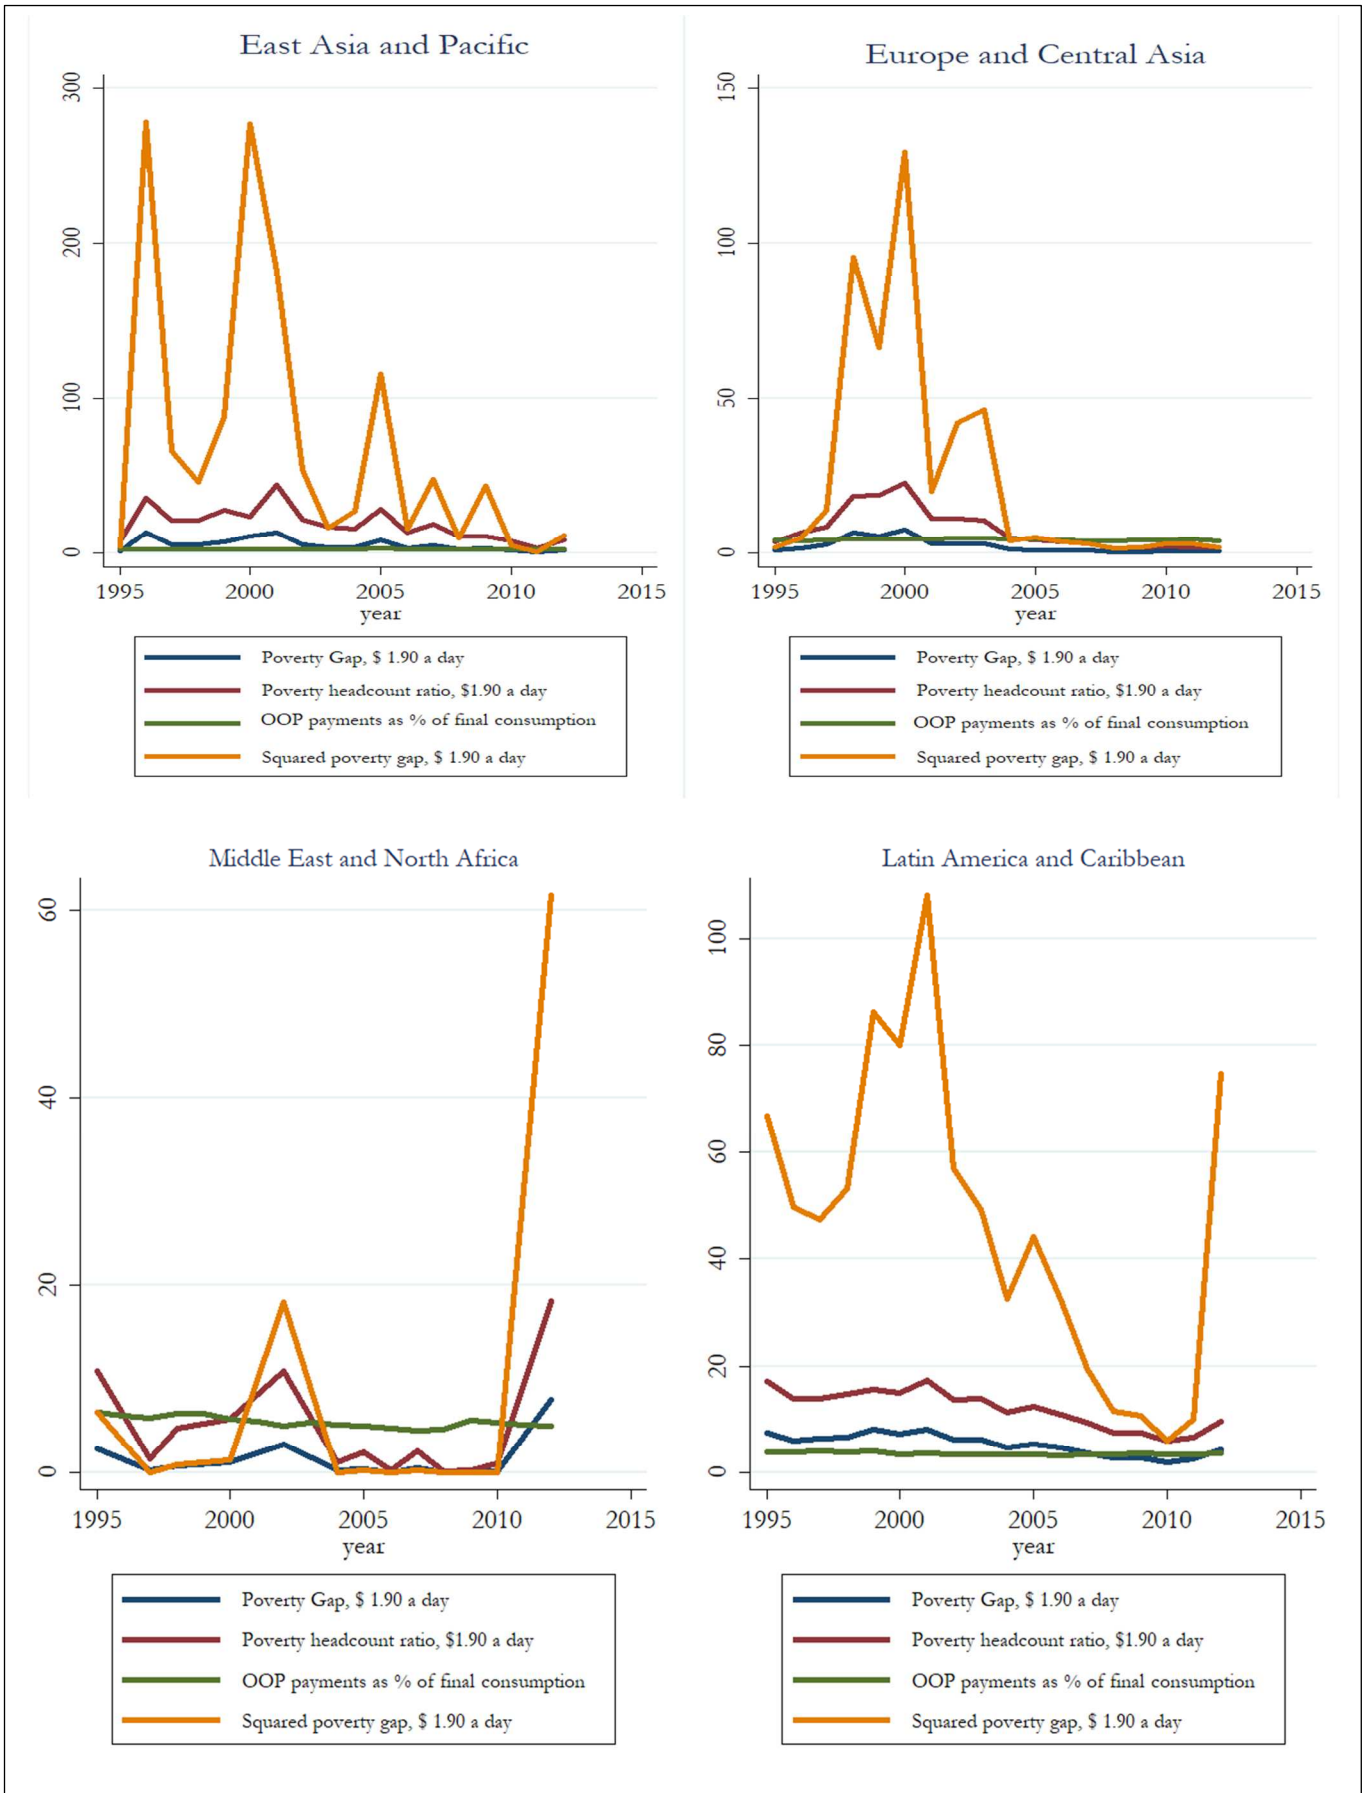 East Asia and Pacific
300
200
100
0
1995 2000 2005 2010 2015
year
Poverty Gap, $ 1.90 a day
Poverty headcount ratio, $1.90 a day
OOP payments as % of final consumption
Squared poverty gap, $ 1.90 a day
Europe and Central Asia
150
100
50
0
1995 2000 2005 2010 2015
year
Poverty Gap, $ 1.90 a day
Poverty headcount ratio, $1.90 a day
OOP payments as % of final consumption
Squared poverty gap, $ 1.90 a day
Middle East and North Africa
60
40
20
0
1995 2000 2005 2010 2015
year
Poverty Gap, $ 1.90 a day
Poverty headcount ratio, $1.90 a day
OOP payments as % of final consumption
Squared poverty gap, $ 1.90 a day
Latin America and Caribbean
100
80
60
40
20
0
1995 2000 2005 2010 2015
year
Poverty Gap, $ 1.90 a day
Poverty headcount ratio, $1.90 a day
OOP payments as % of final consumption
Squared poverty gap, $ 1.90 a day